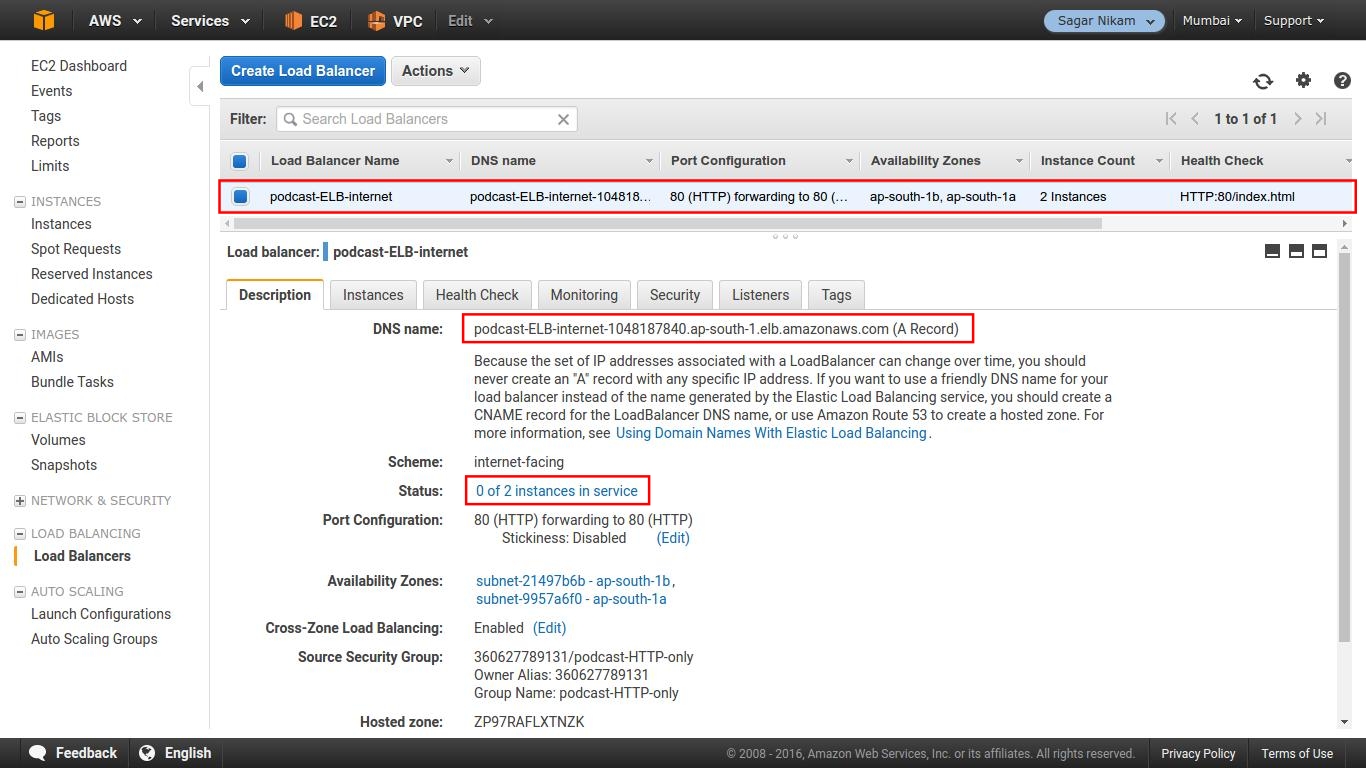 AWS Services EC2 VPC Edit Sagar Nikam Mumbai Support
EC2 Dashboard
Events
Tags
Reports
Limits
INSTANCES
Instances
Spot Requests
Reserved Instances
Dedicated Hosts
IMAGES
AMIs
Bundle Tasks
ELASTIC BLOCK STORE
Volumes
Snapshots
NETWORK & SECURITY
LOAD BALANCING
Load Balancers
AUTO SCALING
Launch Configurations
Auto Scaling Groups
Create Load Balancer Actions
Filter: Search Load Balancers 1 to 1 of 1
Load Balancer Name DNS name Port Configuration Availability Zones Instance Count Health Check
podcast-ELB-internet podcast-ELB-internet-104818... 80 (HTTP) forwarding to 80 (... ap-south-1b, ap-south-1a 2 Instances HTTP:80/index.html
Load balancer: podcast-ELB-internet
Description Instances Health Check Monitoring Security Listeners Tags
DNS name: podcast-ELB-internet-1048187840.ap-south-1.elb.amazonaws.com (A Record)
Because the set of IP addresses associated with a LoadBalancer can change over time, you should
never create an "A" record with any specific IP address. If you want to use a friendly DNS name for your
load balancer instead of the name generated by the Elastic Load Balancing service, you should create a
CNAME record for the LoadBalancer DNS name, or use Amazon Route 53 to create a hosted zone. For
more information, see Using Domain Names With Elastic Load Balancing.
Scheme: internet-facing
Status: 0 of 2 instances in service
Port Configuration: 80 (HTTP) forwarding to 80 (HTTP)
Stickiness: Disabled (Edit)
Availability Zones: subnet-21497b6b - ap-south-1b,
subnet-9957a6f0 - ap-south-1a
Cross-Zone Load Balancing: Enabled (Edit)
Source Security Group: 360627789131/podcast-HTTP-only
Owner Alias: 360627789131
Group Name: podcast-HTTP-only
Hosted zone: ZP97RAFLXTNZK
Feedback English © 2008 - 2016, Amazon Web Services, Inc. or its affiliates. All rights reserved. Privacy Policy Terms of Use